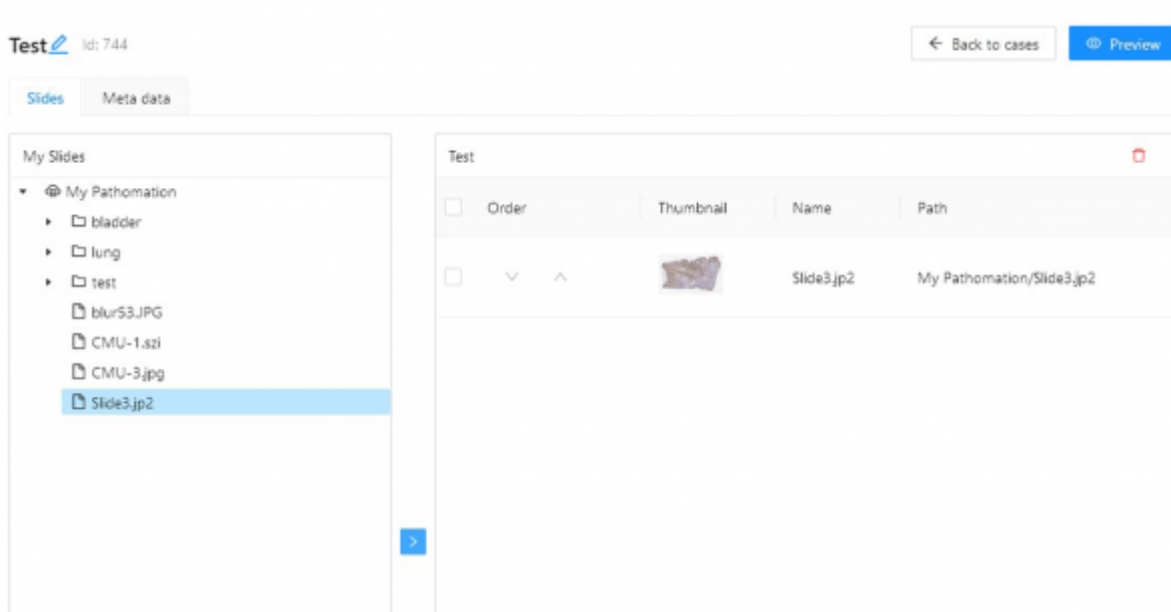 Test Id: 744
← Back to cases
Preview
Slides
Meta data
My Slides
My Pathomation
bladder
lung
test
blur53.JPG
CMU-1.szi
CMU-3.jpg
Slide3.jp2
>
Test
Order Thumbnail Name Path
Slide3.jp2 My Pathomation/Slide3.jp2